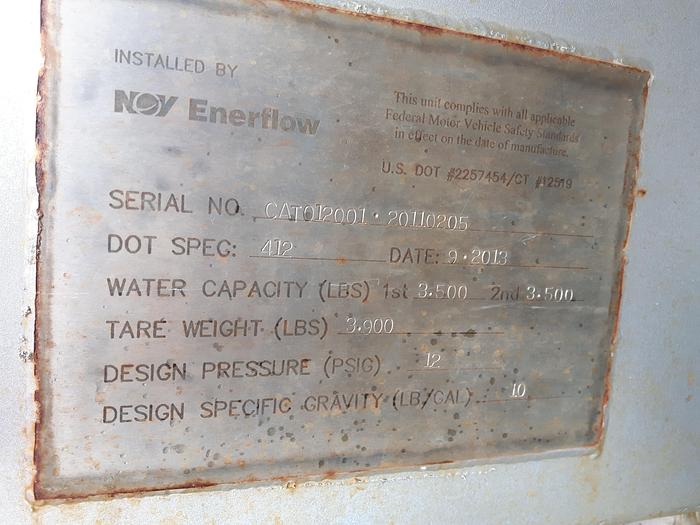 INSTALLED BY
NOV Enerflow
This unit complies with all applicable
Federal Motor Vehicle Safety Standards
in effect on the date of manufacture.
U.S. DOT #2257454/CT #12519
SERIAL NO. CAT012001 • 20110205
DOT SPEC: 412 DATE: 9 • 2013
WATER CAPACITY (LBS) 1st 3•500 2nd 3•500
TARE WEIGHT (LBS) 3•900
DESIGN PRESSURE (PSIG) 12
DESIGN SPECIFIC GRAVITY (LB/GAL) 10